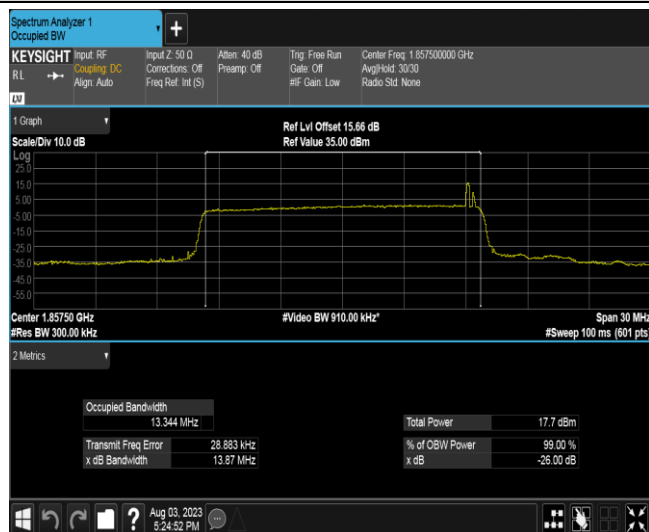 Spectrum Analyzer 1
Occupied BW
+
KEYSIGHT Input: RF Input Z: 50 Ω Atten: 40 dB Trig: Free Run Center Freq: 1.857500000 GHz
RL Coupling: DC Corrections: Off Preamp: Off Gate: Off Avg|Hold: 30/30
Align: Auto Freq Ref: Int (S) #IF Gain: Low Radio Std: None
LXI
1 Graph
Ref Lvl Offset 15.66 dB
Scale/Div 10.0 dB Ref Value 35.00 dBm
Log
25.0
15.0
5.00
-5.00
-15.0
-25.0
-35.0
-45.0
-55.0
Center 1.85750 GHz #Video BW 910.00 kHz* Span 30 MHz
#Res BW 300.00 kHz #Sweep 100 ms (601 pts)
2 Metrics
Occupied Bandwidth
13.344 MHz Total Power 17.7 dBm
Transmit Freq Error 28.883 kHz % of OBW Power 99.00 %
x dB Bandwidth 13.87 MHz x dB -26.00 dB
? Aug 03, 2023
5:24:52 PM